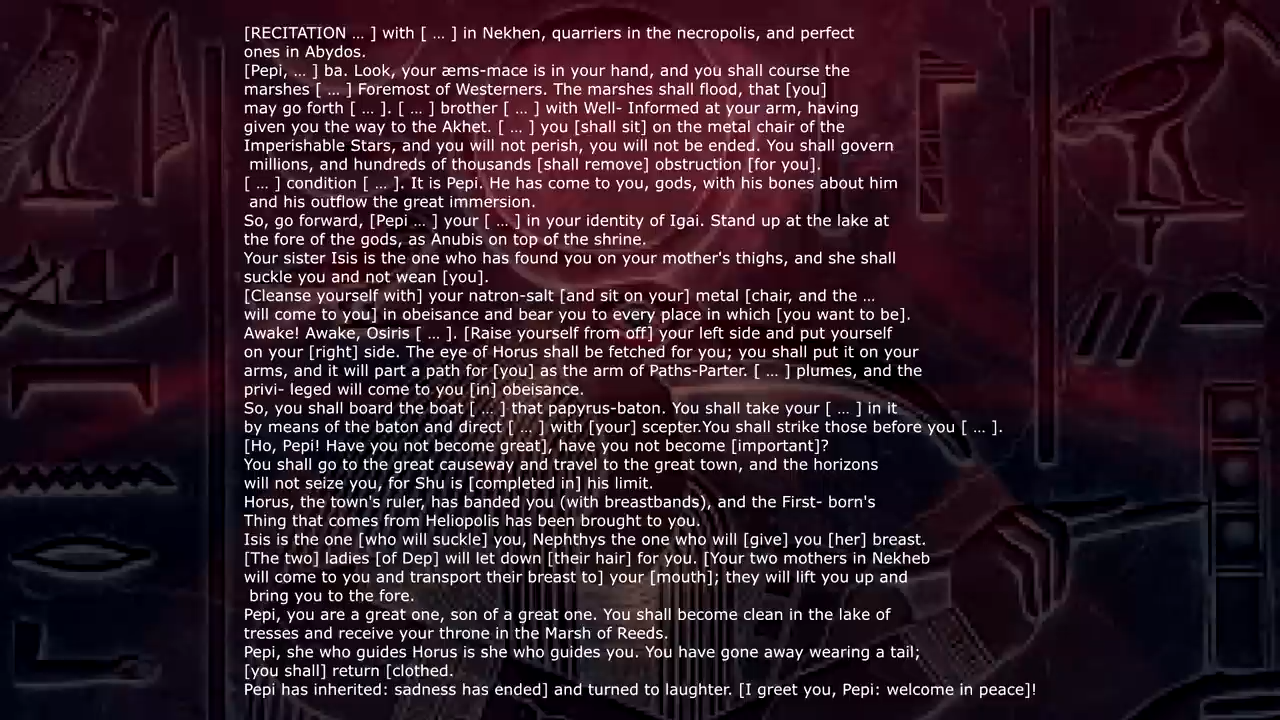 [RECITATION … ] with [ … ] in Nekhen, quarriers in the necropolis, and perfect
ones in Abydos.
[Pepi, … ] ba. Look, your æms-mace is in your hand, and you shall course the
marshes [ … ] Foremost of Westerners. The marshes shall flood, that [you]
may go forth [ … ]. [ … ] brother [ … ] with Well- Informed at your arm, having
given you the way to the Akhet. [ … ] you [shall sit] on the metal chair of the
Imperishable Stars, and you will not perish, you will not be ended. You shall govern
millions, and hundreds of thousands [shall remove] obstruction [for you].
[ … ] condition [ … ]. It is Pepi. He has come to you, gods, with his bones about him
and his outflow the great immersion.
So, go forward, [Pepi … ] your [ … ] in your identity of Igai. Stand up at the lake at
the fore of the gods, as Anubis on top of the shrine.
Your sister Isis is the one who has found you on your mother's thighs, and she shall
suckle you and not wean [you].
[Cleanse yourself with] your natron-salt [and sit on your] metal [chair, and the …
will come to you] in obeisance and bear you to every place in which [you want to be].
Awake! Awake, Osiris [ … ]. [Raise yourself from off] your left side and put yourself
on your [right] side. The eye of Horus shall be fetched for you; you shall put it on your
arms, and it will part a path for [you] as the arm of Paths-Parter. [ … ] plumes, and the
privi- leged will come to you [in] obeisance.
So, you shall board the boat [ … ] that papyrus-baton. You shall take your [ … ] in it
by means of the baton and direct [ … ] with [your] scepter.You shall strike those before you [ … ].
[Ho, Pepi! Have you not become great], have you not become [important]?
You shall go to the great causeway and travel to the great town, and the horizons
will not seize you, for Shu is [completed in] his limit.
Horus, the town's ruler, has banded you (with breastbands), and the First- born's
Thing that comes from Heliopolis has been brought to you.
Isis is the one [who will suckle] you, Nephthys the one who will [give] you [her] breast.
[The two] ladies [of Dep] will let down [their hair] for you. [Your two mothers in Nekheb
will come to you and transport their breast to] your [mouth]; they will lift you up and
bring you to the fore.
Pepi, you are a great one, son of a great one. You shall become clean in the lake of
tresses and receive your throne in the Marsh of Reeds.
Pepi, she who guides Horus is she who guides you. You have gone away wearing a tail;
[you shall] return [clothed.
Pepi has inherited: sadness has ended] and turned to laughter. [I greet you, Pepi: welcome in peace]!